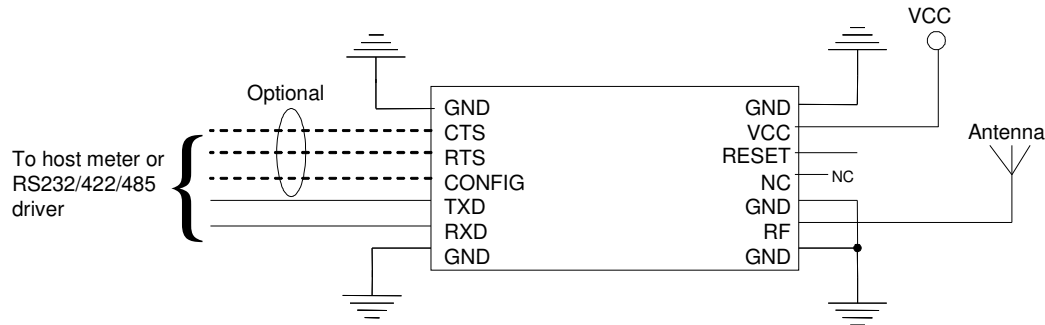 VCC
Optional
Antenna
To host meter or
RS232/422/485
driver
GND
CTS
RTS
CONFIG
TXD
RXD
GND
GND
VCC
RESET
NC
NC
GND
RF
GND